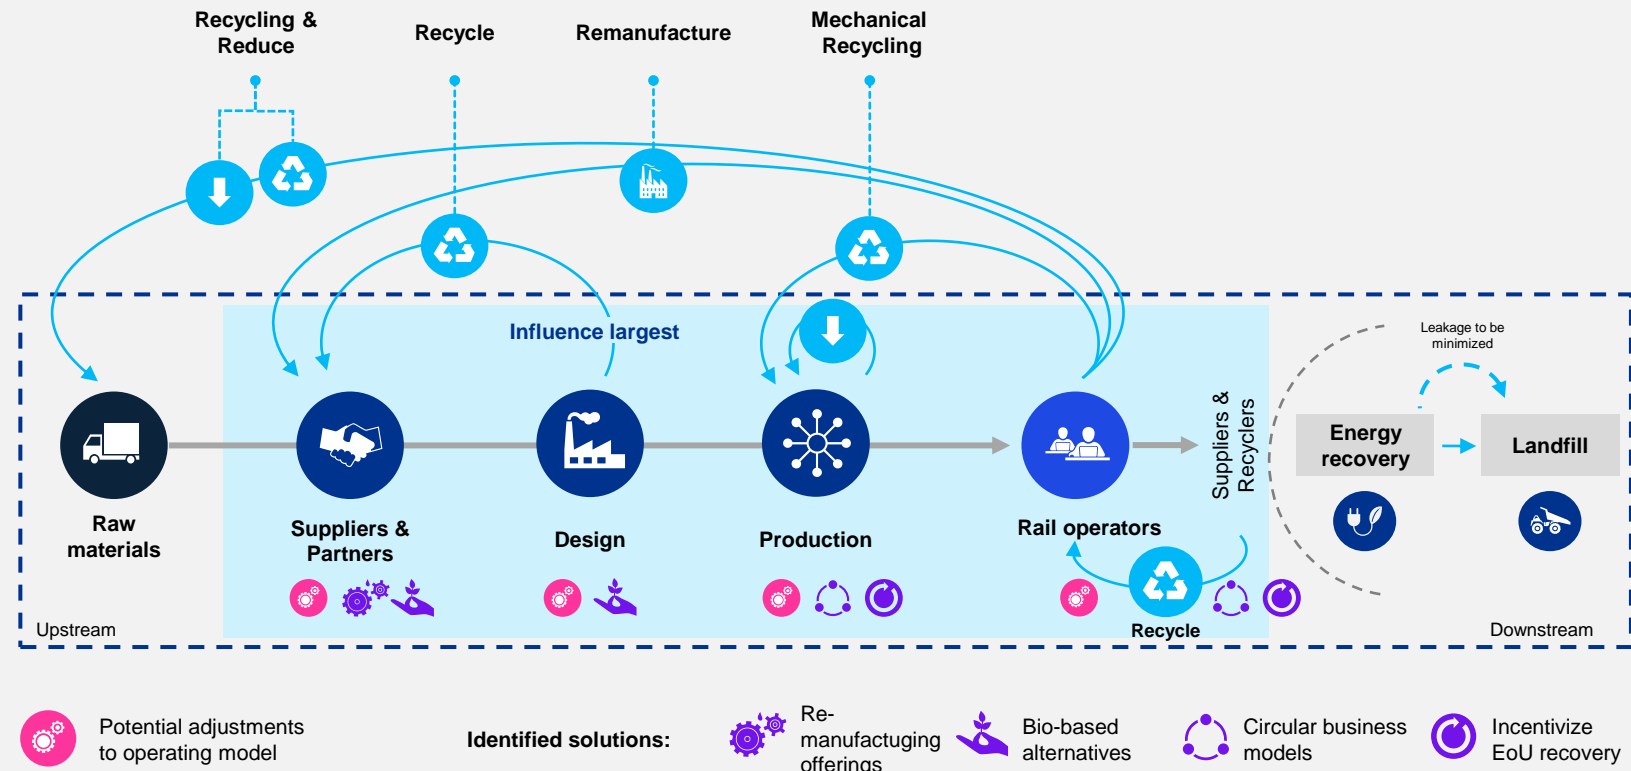 Recycling &
Reduce
Recycle
Remanufacture
Mechanical
Recycling
Influence largest
Leakage to be
minimized
Raw
materials
Suppliers &
Partners
Design
Production
Rail operators
Suppliers &
Recyclers
Energy
recovery
Landfill
Recycle
Upstream
Downstream
Potential adjustments
to operating model
Identified solutions:
Re-
manufactuging
offerings
Bio-based
alternatives
Circular business
models
Incentivize
EoU recovery